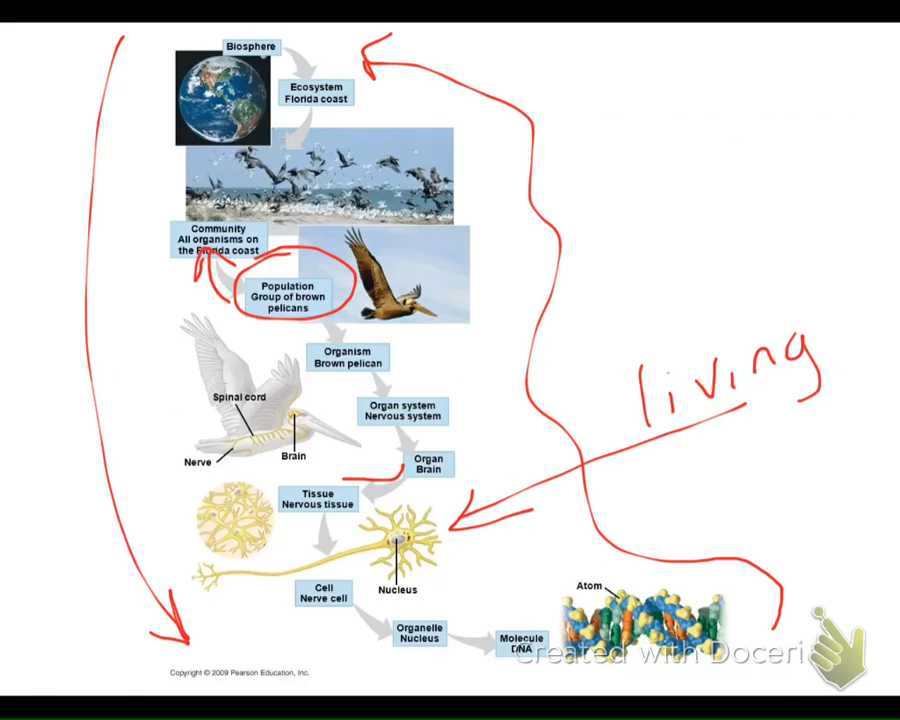 Biosphere
Ecosystem
Florida coast
Community
All organisms on
the Florida coast
Population
Group of brown
pelicans
Organism
Brown pelican
living
Spinal cord
Organ system
Nervous system
Nerve
Brain
Organ
Brain
Tissue
Nervous tissue
Nucleus
Cell
Nerve cell
Atom
Organelle
Nucleus
Molecule
DNA
Created with Doceri
Copyright © 2009 Pearson Education, Inc.